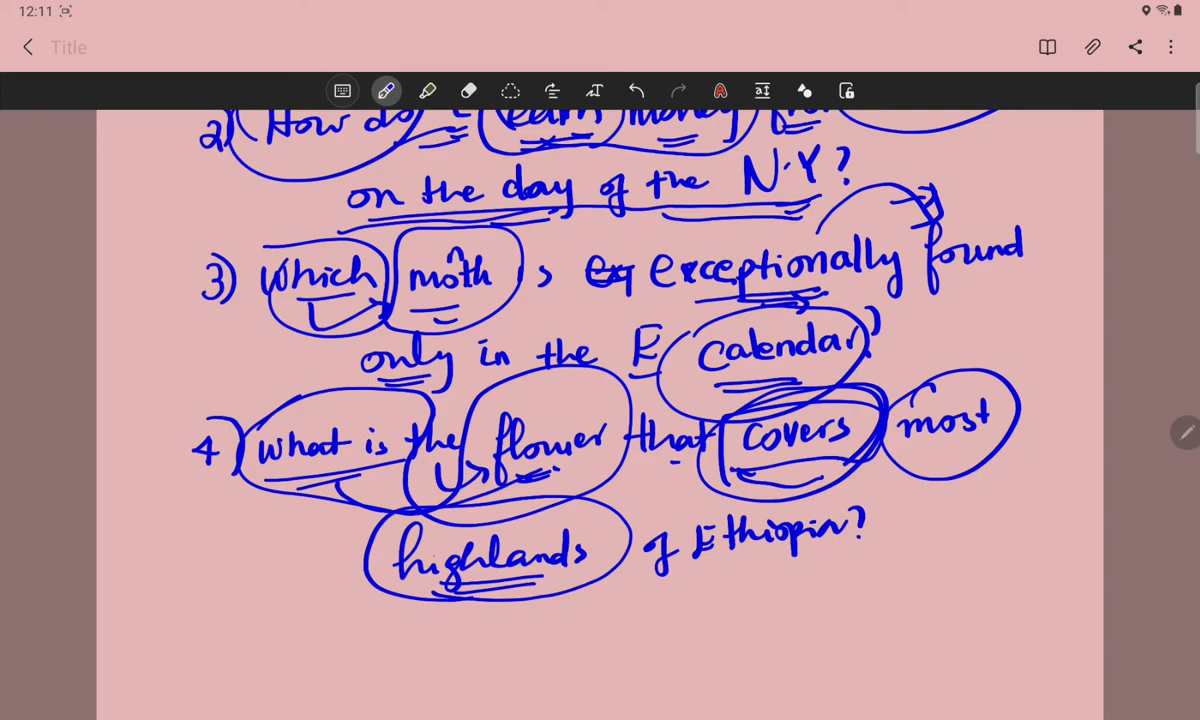 12:11
Title
2) How do earn money
on the day of the N.Y?
3) Which moth is exceptionally found
only in the E Calendar?
4) What is the flower that covers most
highlands of Ethiopia?